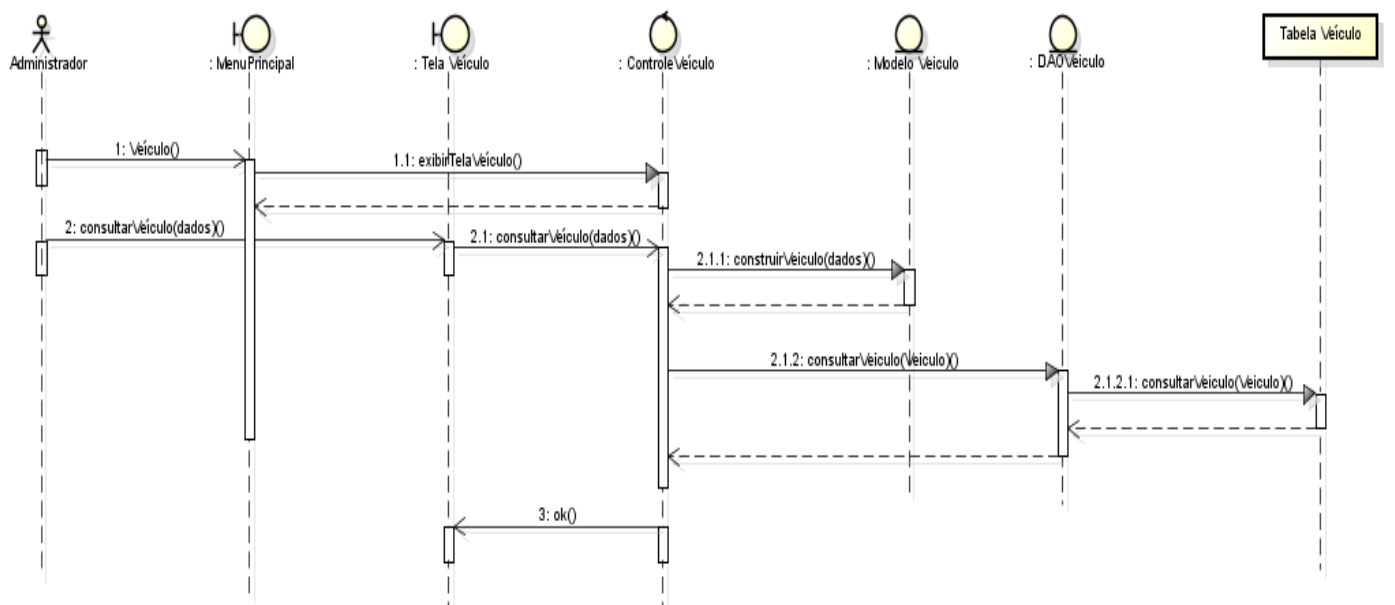 Administrador
: MenuPrincipal
: Tela Veículo
: ControleVeículo
: Modelo Veiculo
: DAOVeiculo
Tabela Veículo
1: Veículo()
1.1: exibirTelaVeículo()
2: consultarVeículo(dados)()
2.1: consultarVeículo(dados)()
2.1.1: construirVeiculo(dados)()
2.1.2: consultarVeiculo(Veiculo)()
2.1.2.1: consultarVeiculo(Veiculo)()
3: ok()